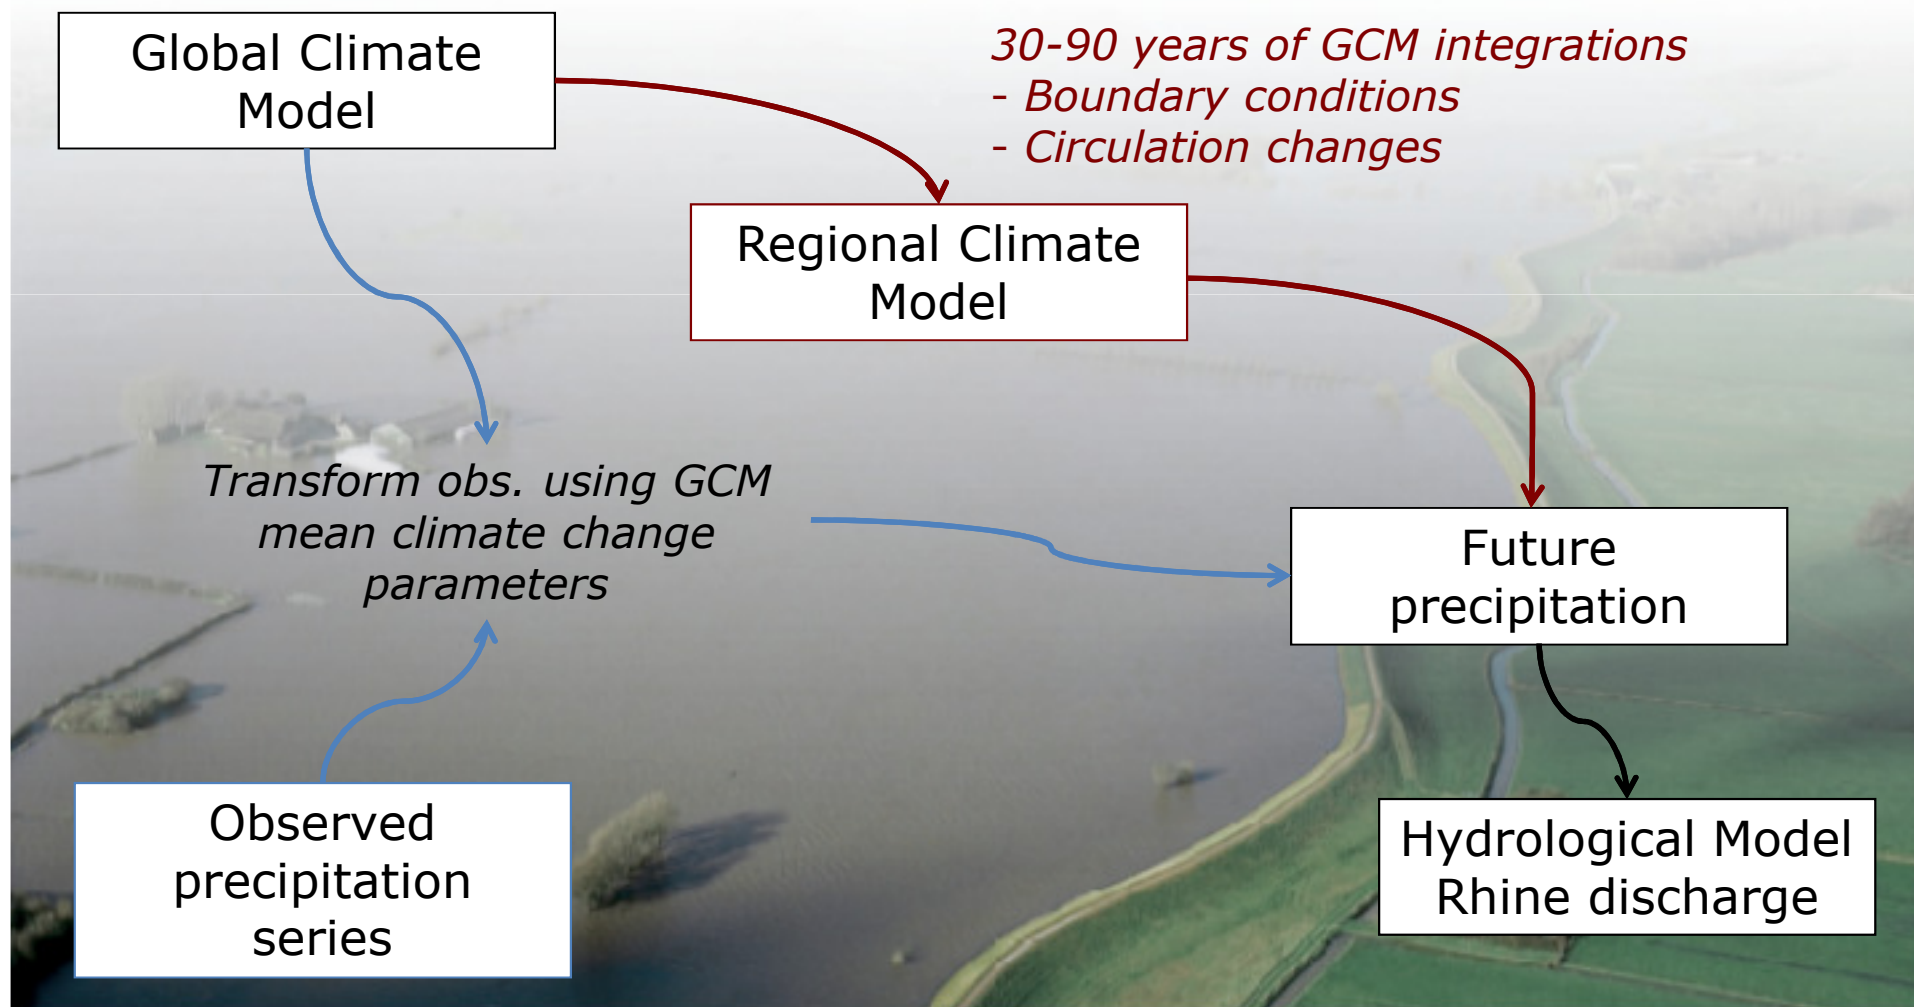 Global Climate
Model
30-90 years of GCM integrations
- Boundary conditions
- Circulation changes
Regional Climate
Model
Transform obs. using GCM
mean climate change
parameters
Future
precipitation
Observed
precipitation
series
Hydrological Model
Rhine discharge